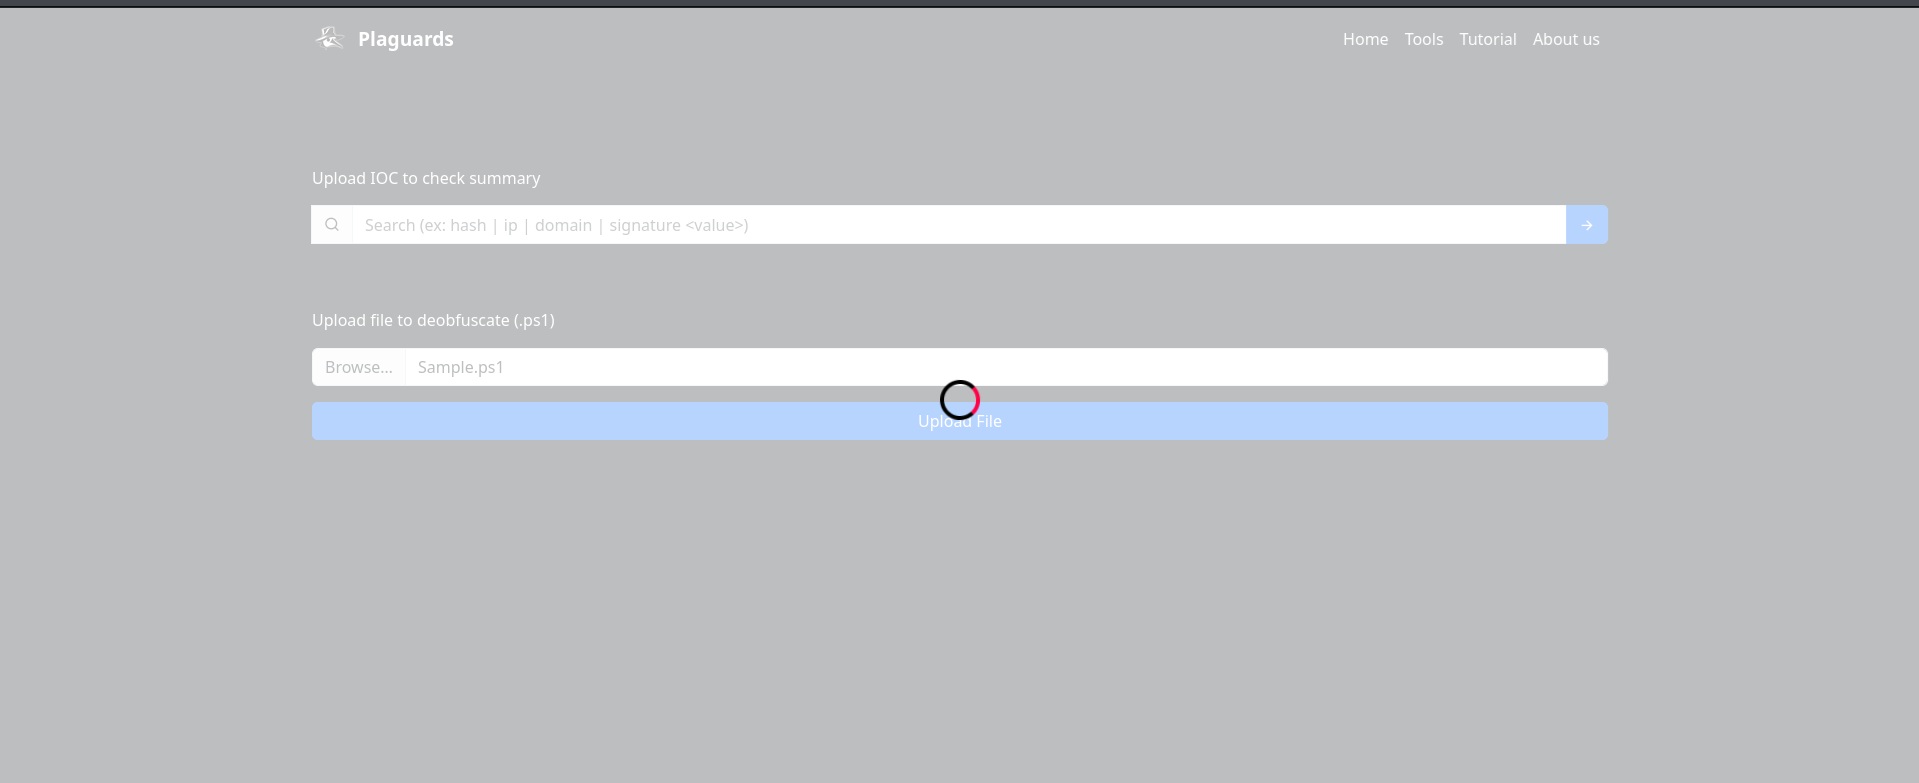 Plaguards
Home Tools Tutorial About us
Upload IOC to check summary
Search (ex: hash | ip | domain | signature <value>)
Upload file to deobfuscate (.ps1)
Browse... Sample.ps1
Upload File